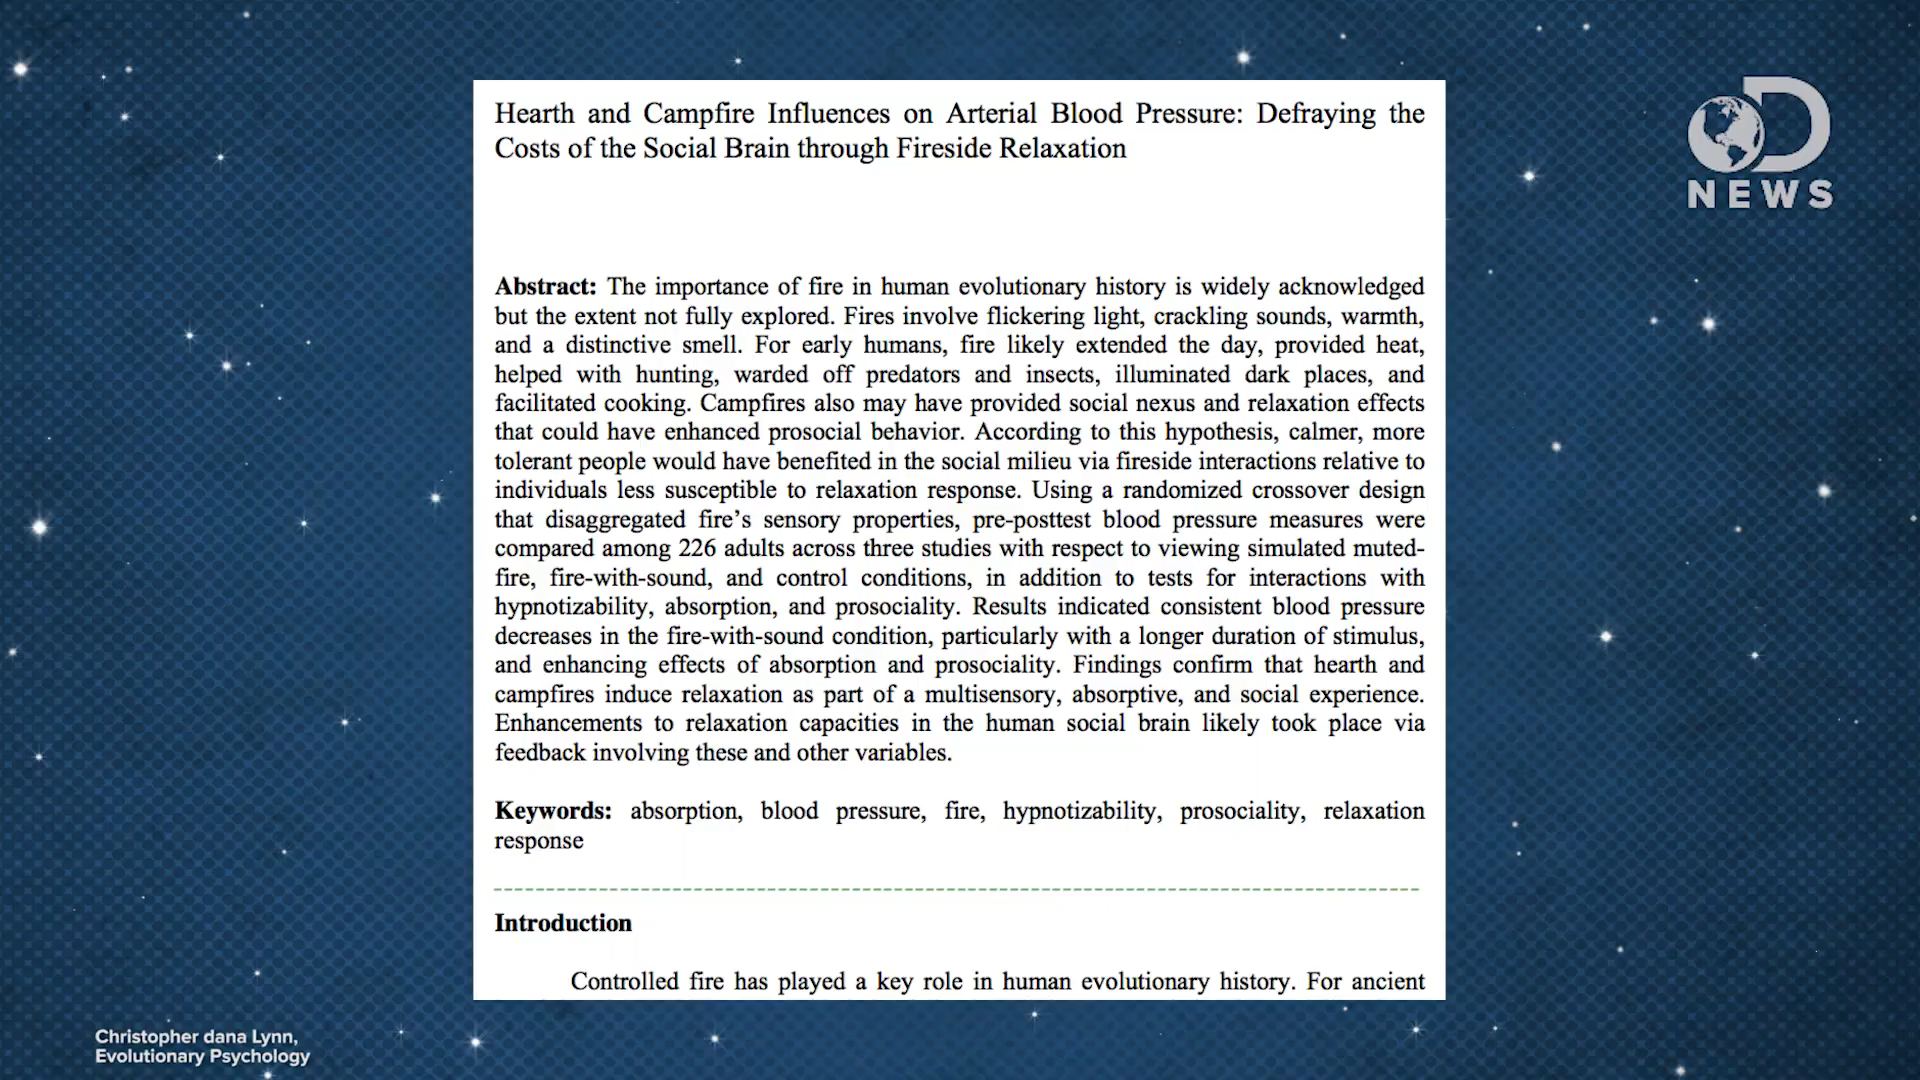 Hearth and Campfire Influences on Arterial Blood Pressure: Defraying the
Costs of the Social Brain through Fireside Relaxation
Abstract: The importance of fire in human evolutionary history is widely acknowledged
but the extent not fully explored. Fires involve flickering light, crackling sounds, warmth,
and a distinctive smell. For early humans, fire likely extended the day, provided heat,
helped with hunting, warded off predators and insects, illuminated dark places, and
facilitated cooking. Campfires also may have provided social nexus and relaxation effects
that could have enhanced prosocial behavior. According to this hypothesis, calmer, more
tolerant people would have benefited in the social milieu via fireside interactions relative to
individuals less susceptible to relaxation response. Using a randomized crossover design
that disaggregated fire’s sensory properties, pre-posttest blood pressure measures were
compared among 226 adults across three studies with respect to viewing simulated muted-
fire, fire-with-sound, and control conditions, in addition to tests for interactions with
hypnotizability, absorption, and prosociality. Results indicated consistent blood pressure
decreases in the fire-with-sound condition, particularly with a longer duration of stimulus,
and enhancing effects of absorption and prosociality. Findings confirm that hearth and
campfires induce relaxation as part of a multisensory, absorptive, and social experience.
Enhancements to relaxation capacities in the human social brain likely took place via
feedback involving these and other variables.
Keywords: absorption, blood pressure, fire, hypnotizability, prosociality, relaxation
response
Introduction
Controlled fire has played a key role in human evolutionary history. For ancient
D
NEWS
Christopher dana Lynn,
Evolutionary Psychology